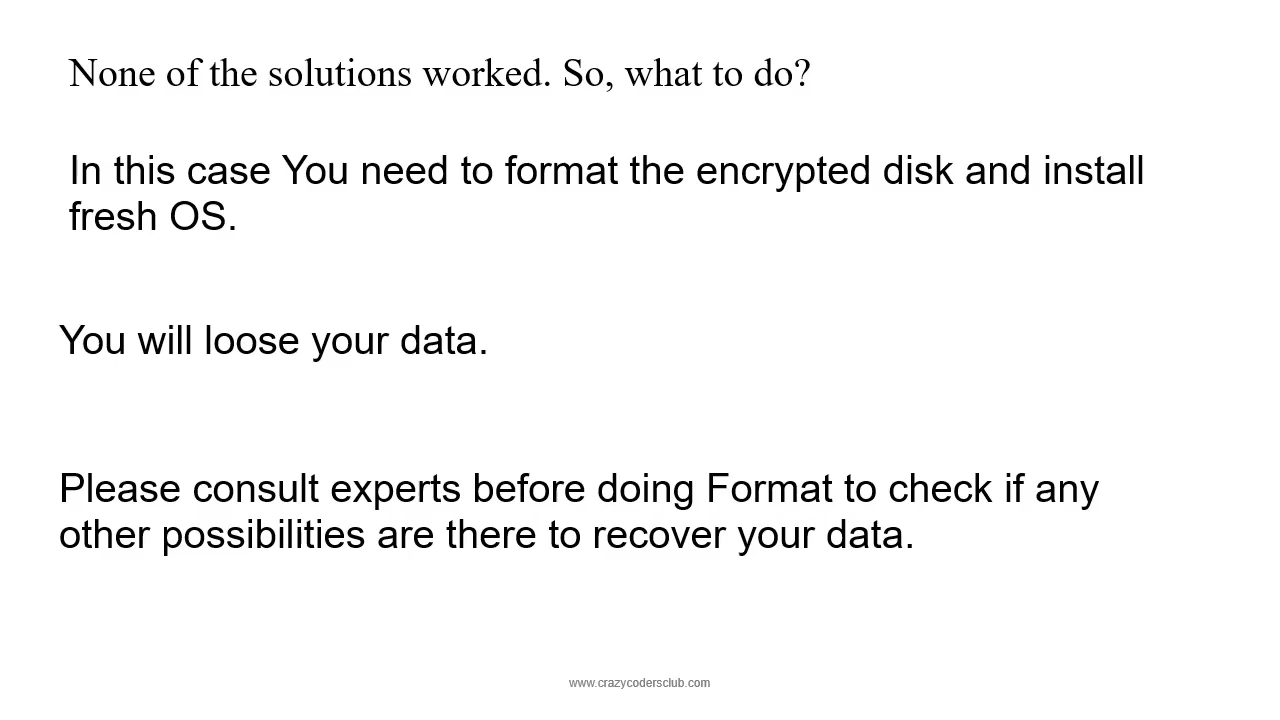 None of the solutions worked. So, what to do?
In this case You need to format the encrypted disk and install
fresh OS.
You will loose your data.
Please consult experts before doing Format to check if any
other possibilities are there to recover your data.
www.crazycodersclub.com